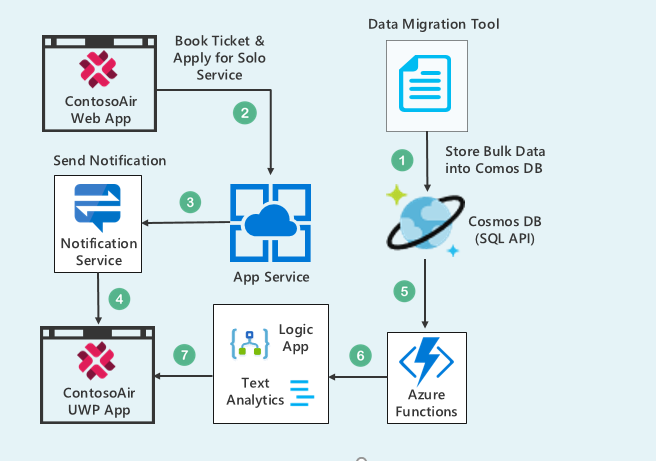 Data Migration Tool
Book Ticket &
Apply for Solo
Service
ContosoAir
Web App
2
1
Store Bulk Data
into Comos DB
Send Notification
3
Notification
Service
App Service
Cosmos DB
(SQL API)
4
5
ContosoAir
UWP App
7
Logic
App
Text
Analytics
6
Azure
Functions